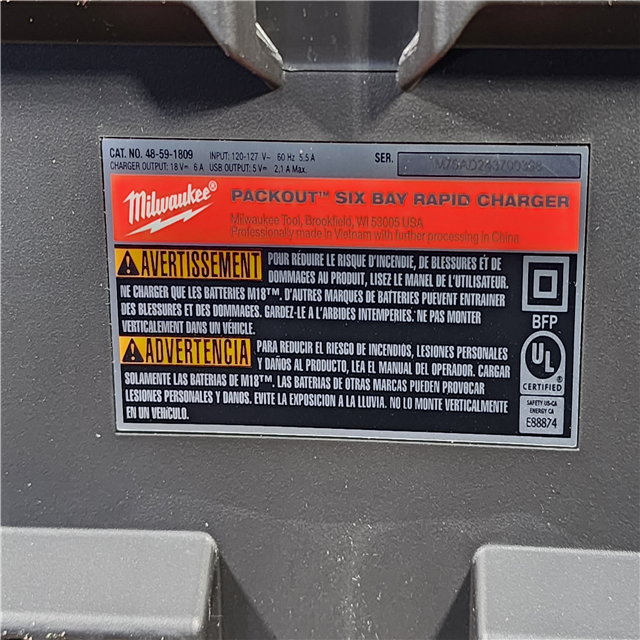 CAT. NO. 48-59-1809 INPUT: 120-127 V~ 60 Hz 5.5 A SER.
CHARGER OUTPUT: 18 V⎓ 6 A USB OUTPUT: 5 V⎓ 2,1 A Max.
Milwaukee® PACKOUT™ SIX BAY RAPID CHARGER
Milwaukee Tool, Brookfield, WI 53005 USA
Professionally made in Vietnam with further processing in China
AVERTISSEMENT POUR RÉDUIRE LE RISQUE D'INCENDIE, DE BLESSURES ET DE
DOMMAGES AU PRODUIT, LISEZ LE MANEL DE L'UTILISATEUR.
NE CHARGER QUE LES BATTERIES M18™. D'AUTRES MARQUES DE BATTERIES PUEVENT ENTRAINER
DES BLESSURES ET DES DOMMAGES. GARDEZ-LE A L'ARBIDES INTEMPERIES. NE PAS MONTER
VERTICALEMENT DANS UN VÉHICLE.
ADVERTENCIA PARA REDUCIR EL RIESGO DE INCENDIOS, LESIONES PERSONALES
Y DAÑOS AL PRODUCTO, LEA EL MANUAL DEL OPERADOR. CARGAR
SOLAMENTE LAS BATERIAS DE M18™, LAS BATERIAS DE OTRAS MARCAS PUEDEN PROVOCAR
LESIONES PERSONALES Y DANOS. EVITE LA EXPOSICIÓN A LA LLUVIA. NO LO MONTE VERTICALMENTE
EN UN VEHíCULO.
BFP
UL
CERTIFIED
SAFETY US-CA
ENERGY CA
E88874